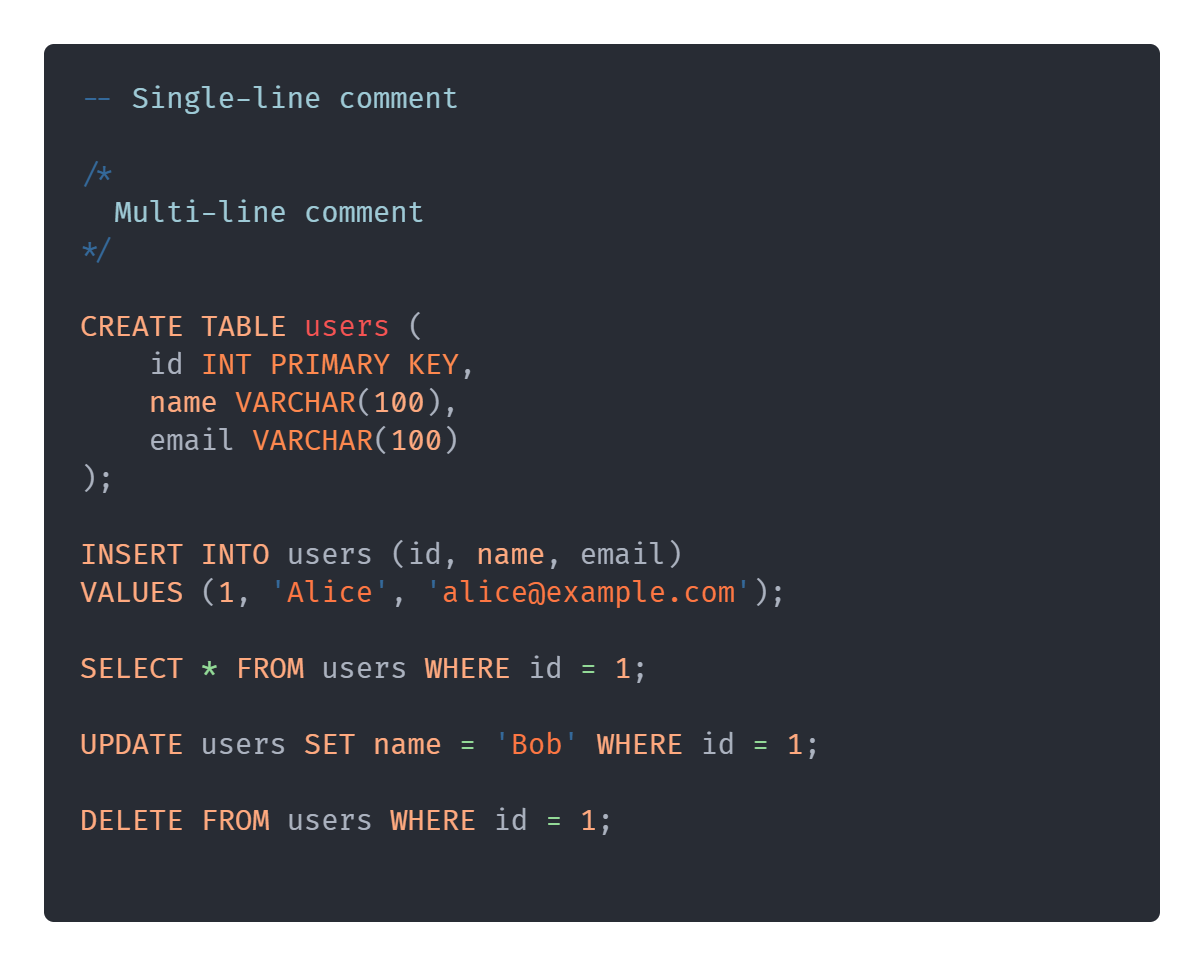 -- Single-line comment

/*
  Multi-line comment
*/

CREATE TABLE users (
    id INT PRIMARY KEY,
    name VARCHAR(100),
    email VARCHAR(100)
);

INSERT INTO users (id, name, email)
VALUES (1, 'Alice', 'alice@example.com');

SELECT * FROM users WHERE id = 1;

UPDATE users SET name = 'Bob' WHERE id = 1;

DELETE FROM users WHERE id = 1;